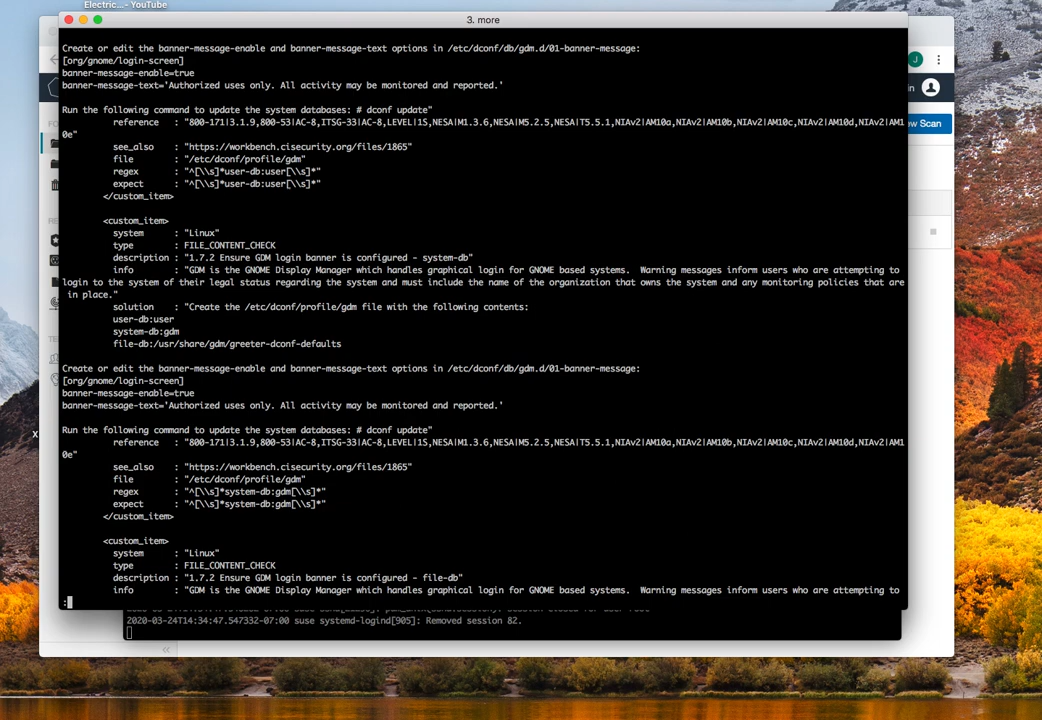 Electric...- YouTube
3. more
Create or edit the banner-message-enable and banner-message-text options in /etc/dconf/db/gdm.d/01-banner-message:
[org/gnome/login-screen]
banner-message-enable=true
banner-message-text='Authorized uses only. All activity may be monitored and reported.'
J
in
Run the following command to update the system databases: # dconf update"
reference : "800-171|3.1.9,800-53|AC-8,ITSG-33|AC-8,LEVEL|1S,NESA|M1.3.6,NESA|M5.2.5,NESA|T5.5.1,NIAv2|AM10a,NIAv2|AM10b,NIAv2|AM10c,NIAv2|AM10d,NIAv2|AM1
0e"
w Scan
see_also : "https://workbench.cisecurity.org/files/1865"
file : "/etc/dconf/profile/gdm"
regex : "^[\\s]*user-db:user[\\s]*"
expect : "^[\\s]*user-db:user[\\s]*"
</custom_item>
<custom_item>
system : "Linux"
type : FILE_CONTENT_CHECK
description : "1.7.2 Ensure GDM login banner is configured - system-db"
info : "GDM is the GNOME Display Manager which handles graphical login for GNOME based systems.  Warning messages inform users who are attempting to
login to the system of their legal status regarding the system and must include the name of the organization that owns the system and any monitoring policies that are
in place."
solution : "Create the /etc/dconf/profile/gdm file with the following contents:
user-db:user
system-db:gdm
file-db:/usr/share/gdm/greeter-dconf-defaults
Create or edit the banner-message-enable and banner-message-text options in /etc/dconf/db/gdm.d/01-banner-message:
[org/gnome/login-screen]
banner-message-enable=true
banner-message-text='Authorized uses only. All activity may be monitored and reported.'
Run the following command to update the system databases: # dconf update"
reference : "800-171|3.1.9,800-53|AC-8,ITSG-33|AC-8,LEVEL|1S,NESA|M1.3.6,NESA|M5.2.5,NESA|T5.5.1,NIAv2|AM10a,NIAv2|AM10b,NIAv2|AM10c,NIAv2|AM10d,NIAv2|AM1
0e"
see_also : "https://workbench.cisecurity.org/files/1865"
file : "/etc/dconf/profile/gdm"
regex : "^[\\s]*system-db:gdm[\\s]*"
expect : "^[\\s]*system-db:gdm[\\s]*"
</custom_item>
<custom_item>
system : "Linux"
type : FILE_CONTENT_CHECK
description : "1.7.2 Ensure GDM login banner is configured - file-db"
info : "GDM is the GNOME Display Manager which handles graphical login for GNOME based systems.  Warning messages inform users who are attempting to
:
2020-03-24T14:34:47.547332-07:00 suse systemd-logind[905]: Removed session 82.